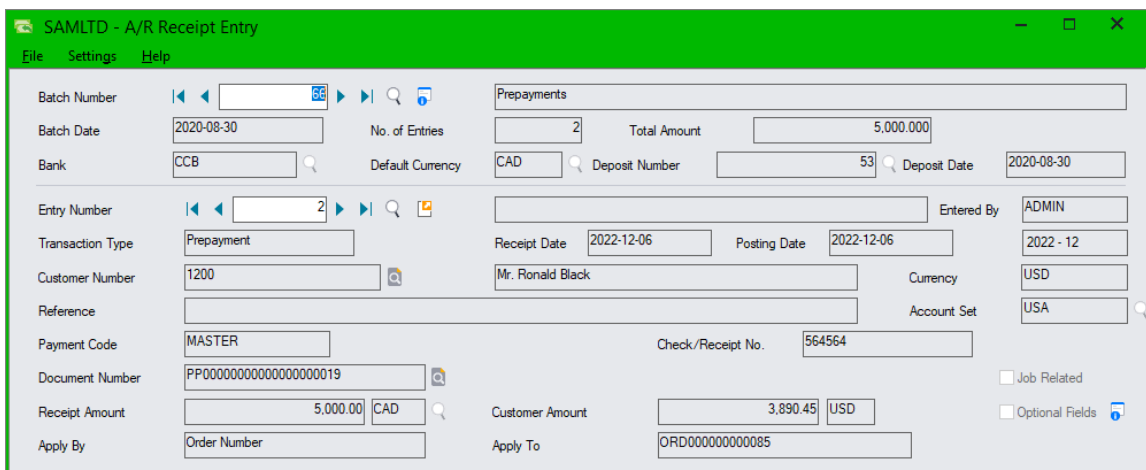 SAMLTD - A/R Receipt Entry
File Settings Help
Batch Number 66 Prepayments
Batch Date 2020-08-30 No. of Entries 2 Total Amount 5,000.000
Bank CCB Default Currency CAD Deposit Number 53 Deposit Date 2020-08-30
Entry Number 2 Entered By ADMIN
Transaction Type Prepayment Receipt Date 2022-12-06 Posting Date 2022-12-06 2022 - 12
Customer Number 1200 Mr. Ronald Black Currency USD
Reference Account Set USA
Payment Code MASTER Check/Receipt No. 564564
Document Number PP00000000000000000019 Job Related
Receipt Amount 5,000.00 CAD Customer Amount 3,890.45 USD Optional Fields
Apply By Order Number Apply To ORD000000000085